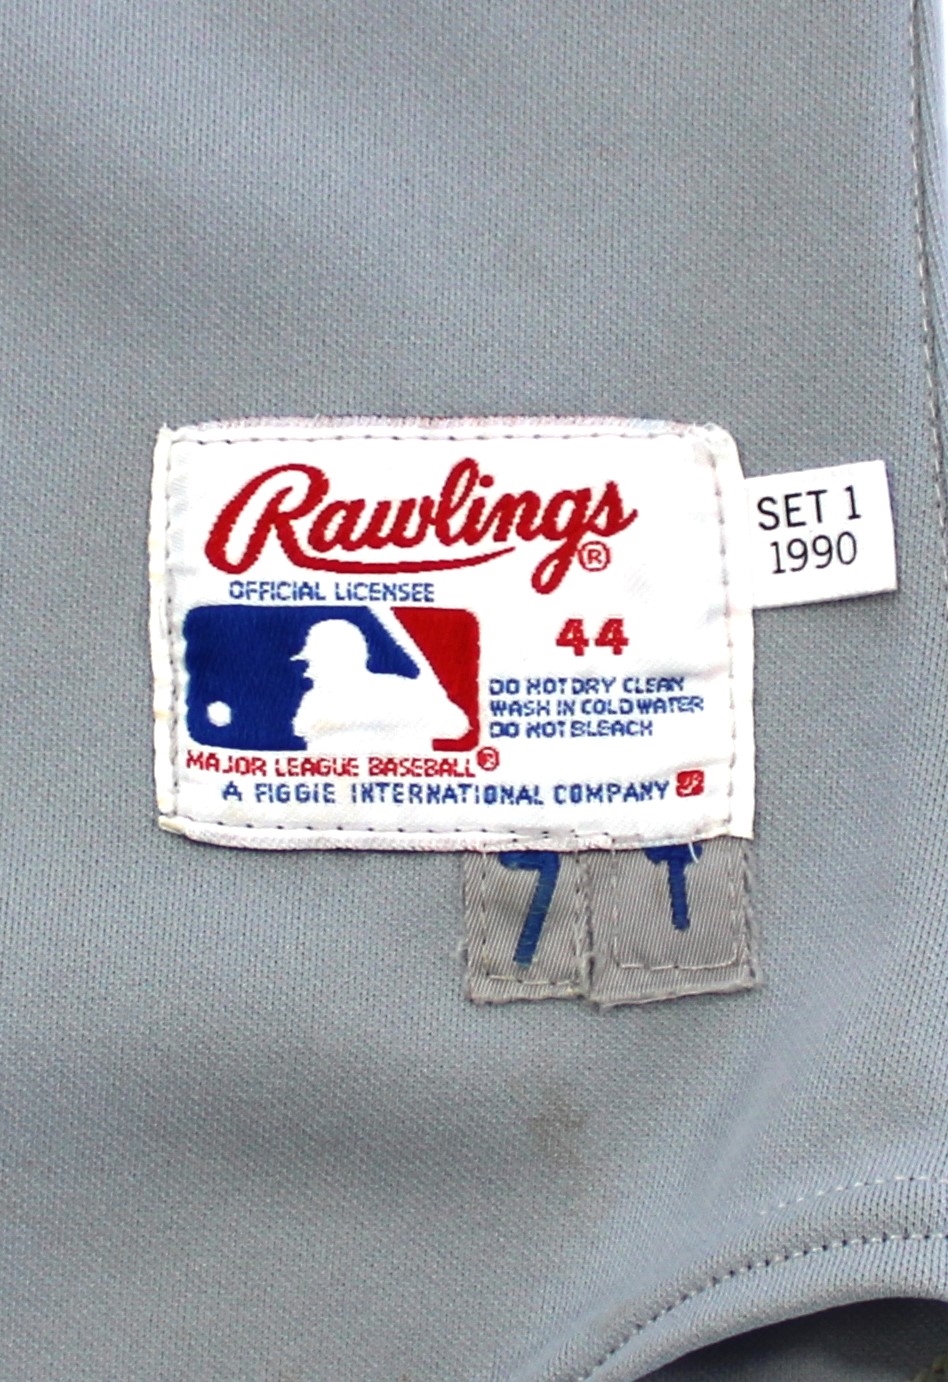 Rawlings®
OFFICIAL LICENSEE
44
DO NOT DRY CLEAN
WASH IN COLD WATER
DO NOT BLEACH
MAJOR LEAGUE BASEBALL®
A FIGGIE INTERNATIONAL COMPANY
SET 1
1990